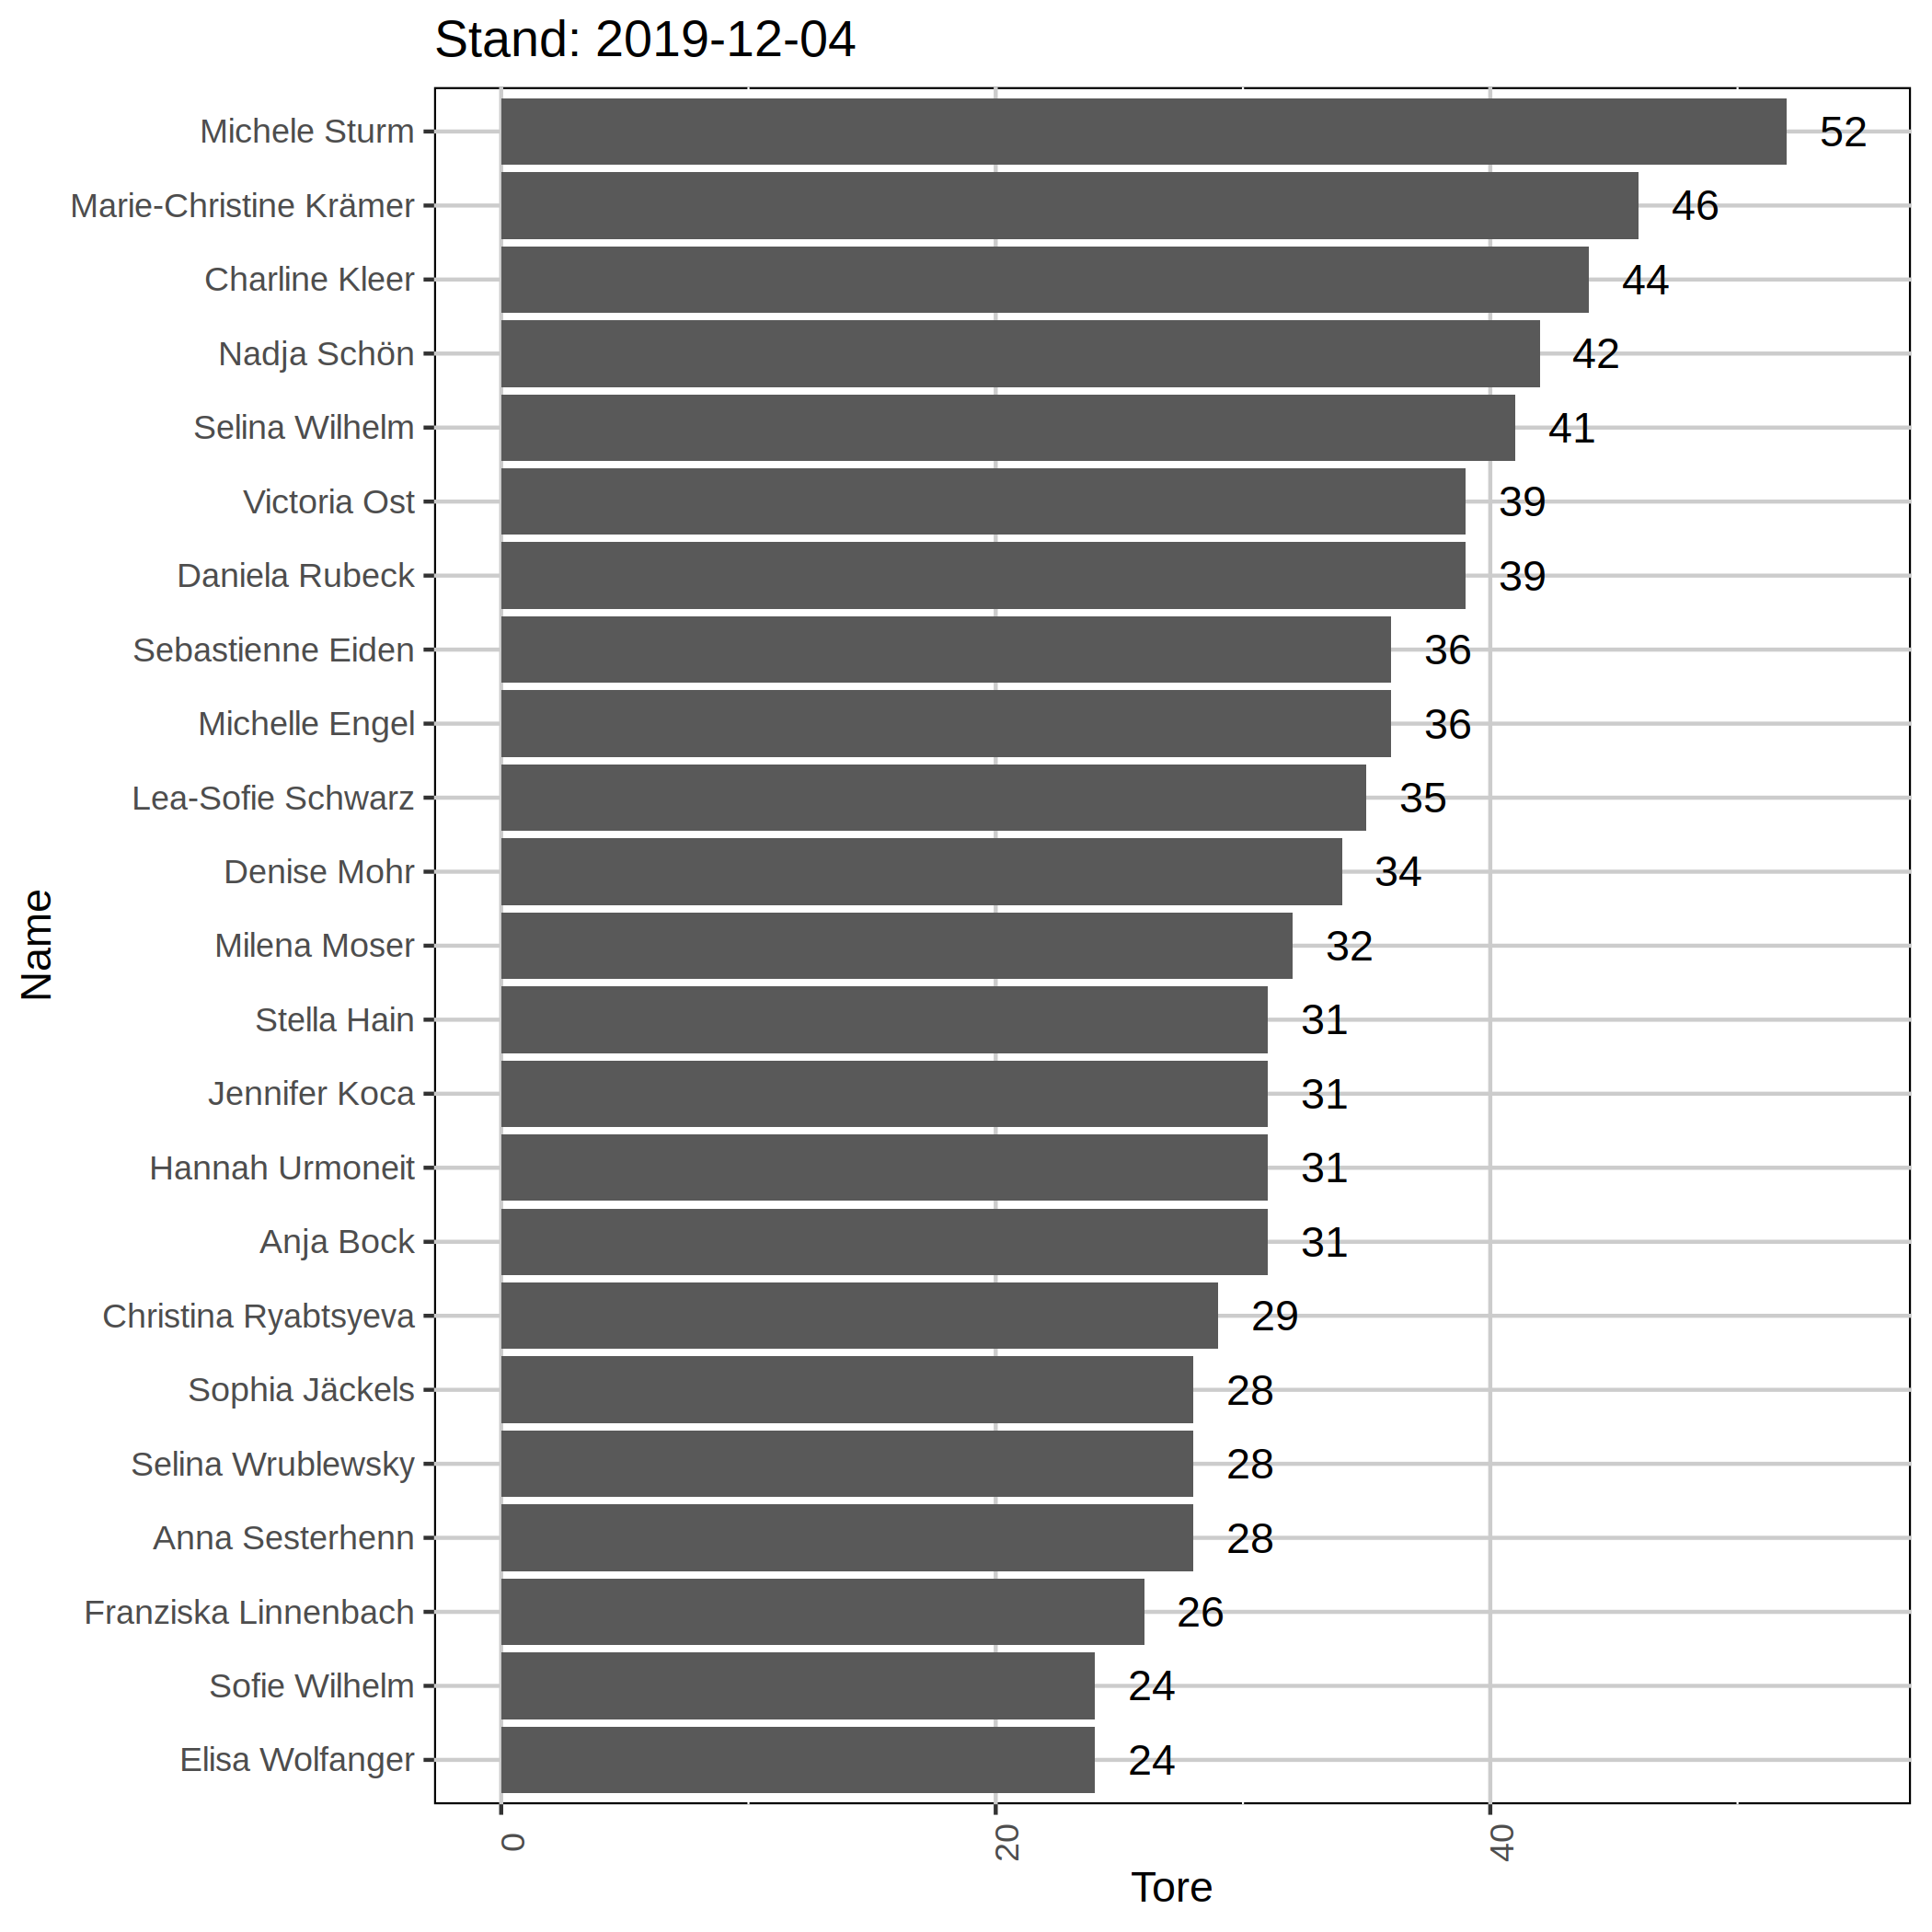 Stand: 2019-12-04
Michele Sturm 52
Marie-Christine Krämer 46
Charline Kleer 44
Nadja Schön 42
Selina Wilhelm 41
Victoria Ost 39
Daniela Rubeck 39
Sebastienne Eiden 36
Michelle Engel 36
Lea-Sofie Schwarz 35
Denise Mohr 34
Milena Moser 32
Stella Hain 31
Jennifer Koca 31
Hannah Urmoneit 31
Anja Bock 31
Christina Ryabtsyeva 29
Sophia Jäckels 28
Selina Wrublewsky 28
Anna Sesterhenn 28
Franziska Linnenbach 26
Sofie Wilhelm 24
Elisa Wolfanger 24
Name
0 20 40
Tore